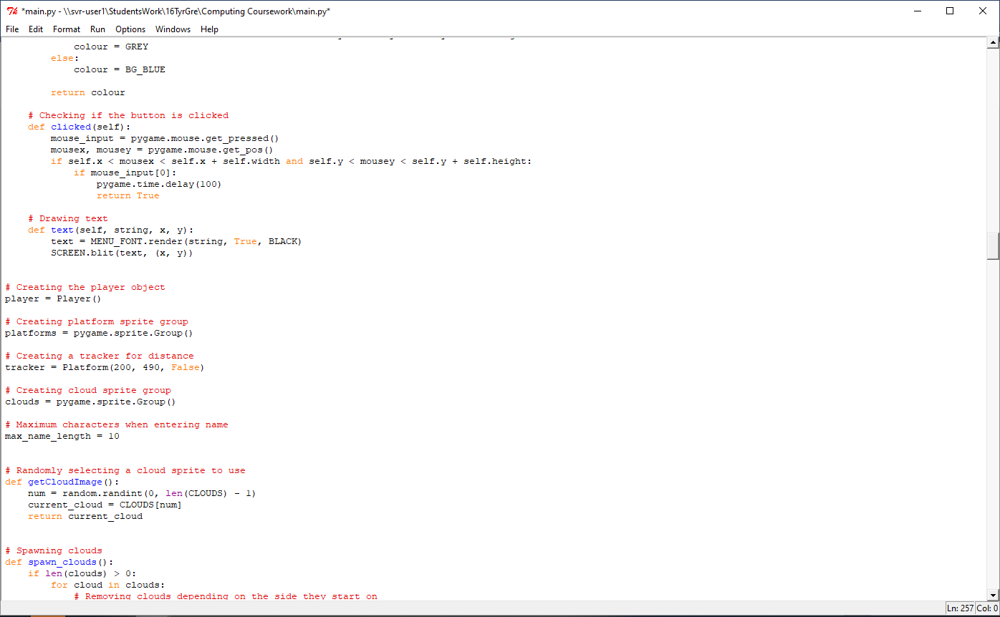 *main.py - \\svr-user1\StudentsWork\16TyrGre\Computing Coursework\main.py*
File Edit Format Run Options Windows Help
            colour = GREY
        else:
            colour = BG_BLUE

        return colour

    # Checking if the button is clicked
    def clicked(self):
        mouse_input = pygame.mouse.get_pressed()
        mousex, mousey = pygame.mouse.get_pos()
        if self.x < mousex < self.x + self.width and self.y < mousey < self.y + self.height:
            if mouse_input[0]:
                pygame.time.delay(100)
                return True

    # Drawing text
    def text(self, string, x, y):
        text = MENU_FONT.render(string, True, BLACK)
        SCREEN.blit(text, (x, y))


# Creating the player object
player = Player()

# Creating platform sprite group
platforms = pygame.sprite.Group()

# Creating a tracker for distance
tracker = Platform(200, 490, False)

# Creating cloud sprite group
clouds = pygame.sprite.Group()

# Maximum characters when entering name
max_name_length = 10


# Randomly selecting a cloud sprite to use
def getCloudImage():
    num = random.randint(0, len(CLOUDS) - 1)
    current_cloud = CLOUDS[num]
    return current_cloud


# Spawning clouds
def spawn_clouds():
    if len(clouds) > 0:
        for cloud in clouds:
            # Removing clouds depending on the side they start on
Ln: 257 Col: 0